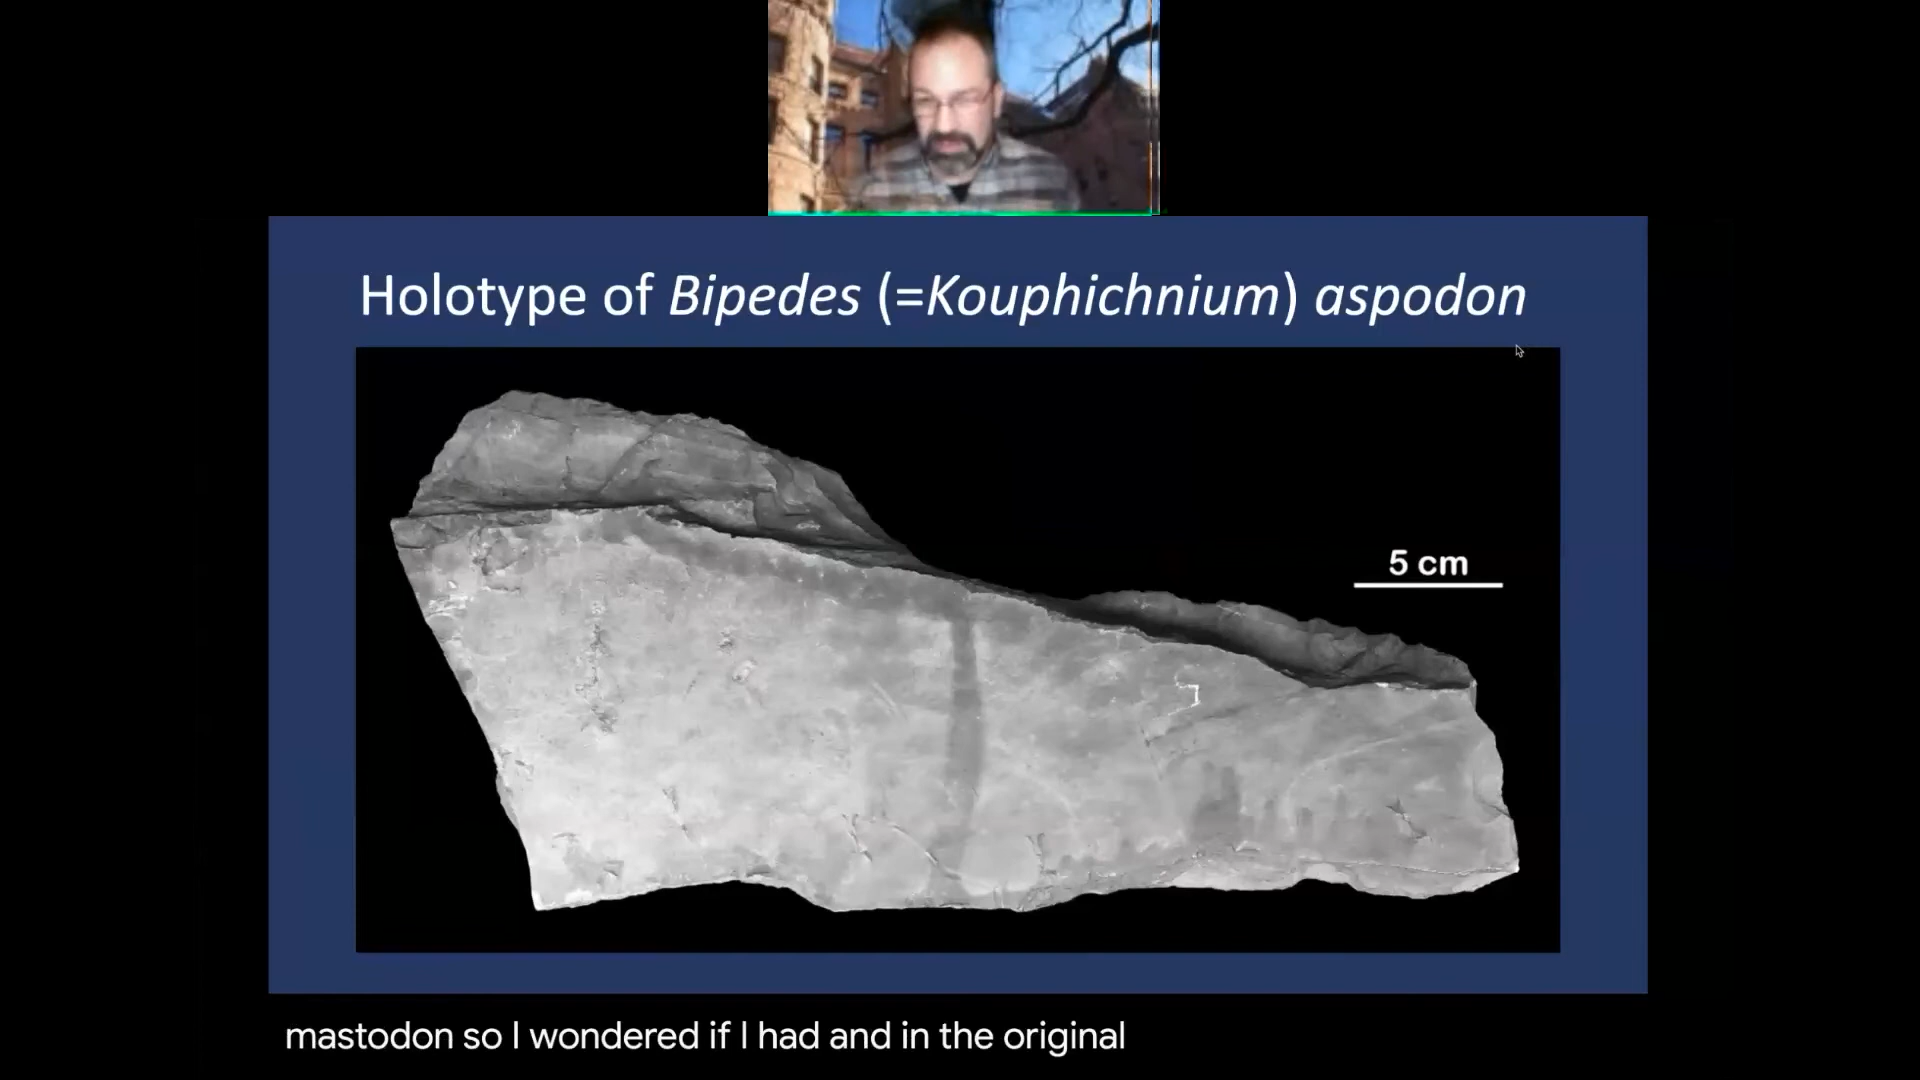 Holotype of Bipedes (=Kouphichnium) aspodon
5 cm
mastodon so I wondered if I had and in the original